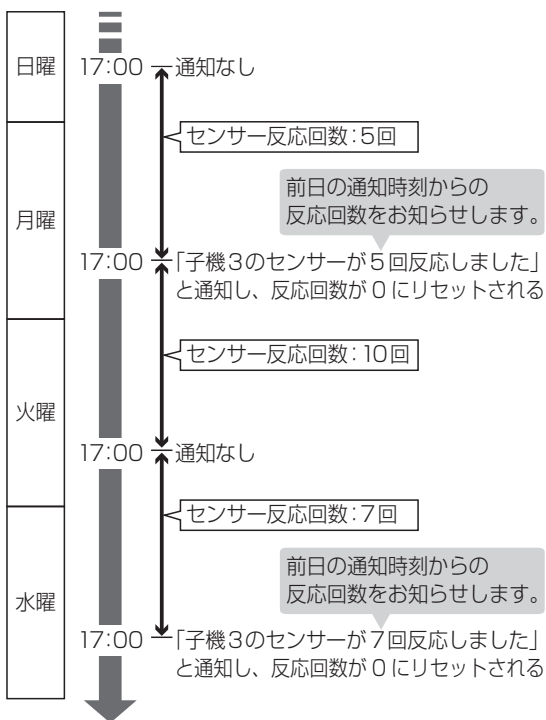 日曜
17:00
通知なし
センサー反応回数：5回
月曜
前日の通知時刻からの
反応回数をお知らせします。
17:00
「子機3のセンサーが5回反応しました」
と通知し、反応回数が0にリセットされる
センサー反応回数：10回
火曜
17:00
通知なし
センサー反応回数：7回
前日の通知時刻からの
反応回数をお知らせします。
水曜
17:00
「子機3のセンサーが7回反応しました」
と通知し、反応回数が0にリセットされる